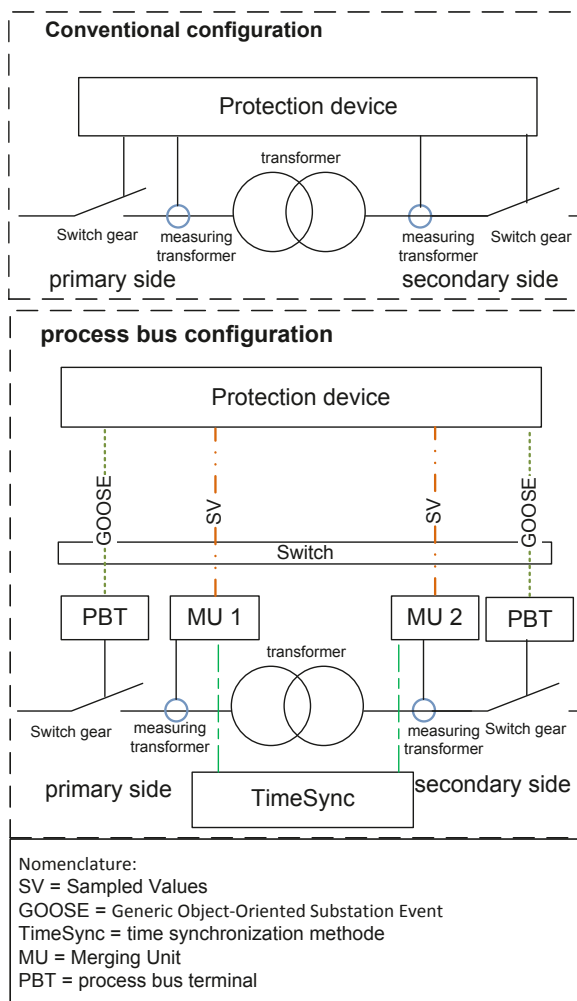 Conventional configuration
Protection device
transformer
Switch gear
measuring
transformer
measuring
transformer
Switch gear
primary side
secondary side
process bus configuration
Protection device
GOOSE
SV
SV
GOOSE
Switch
PBT
MU 1
MU 2
PBT
transformer
Switch gear
measuring
transformer
measuring
transformer
Switch gear
primary side
secondary side
TimeSync
Nomenclature:
SV = Sampled Values
GOOSE = Generic Object-Oriented Substation Event
TimeSync = time synchronization methode
MU = Merging Unit
PBT = process bus terminal